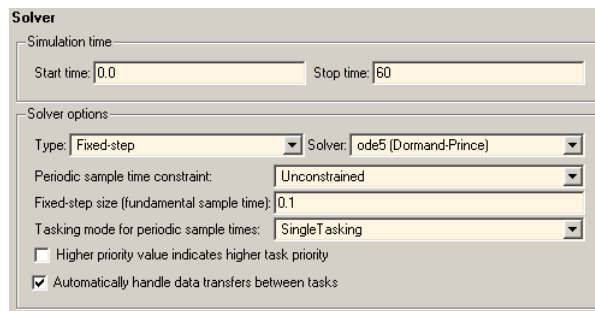 Solver
Simulation time
Start time: 0.0 Stop time: 60
Solver options
Type: Fixed-step Solver: ode5 (Dormand-Prince)
Periodic sample time constraint: Unconstrained
Fixed-step size (fundamental sample time): 0.1
Tasking mode for periodic sample times: SingleTasking
Higher priority value indicates higher task priority
Automatically handle data transfers between tasks